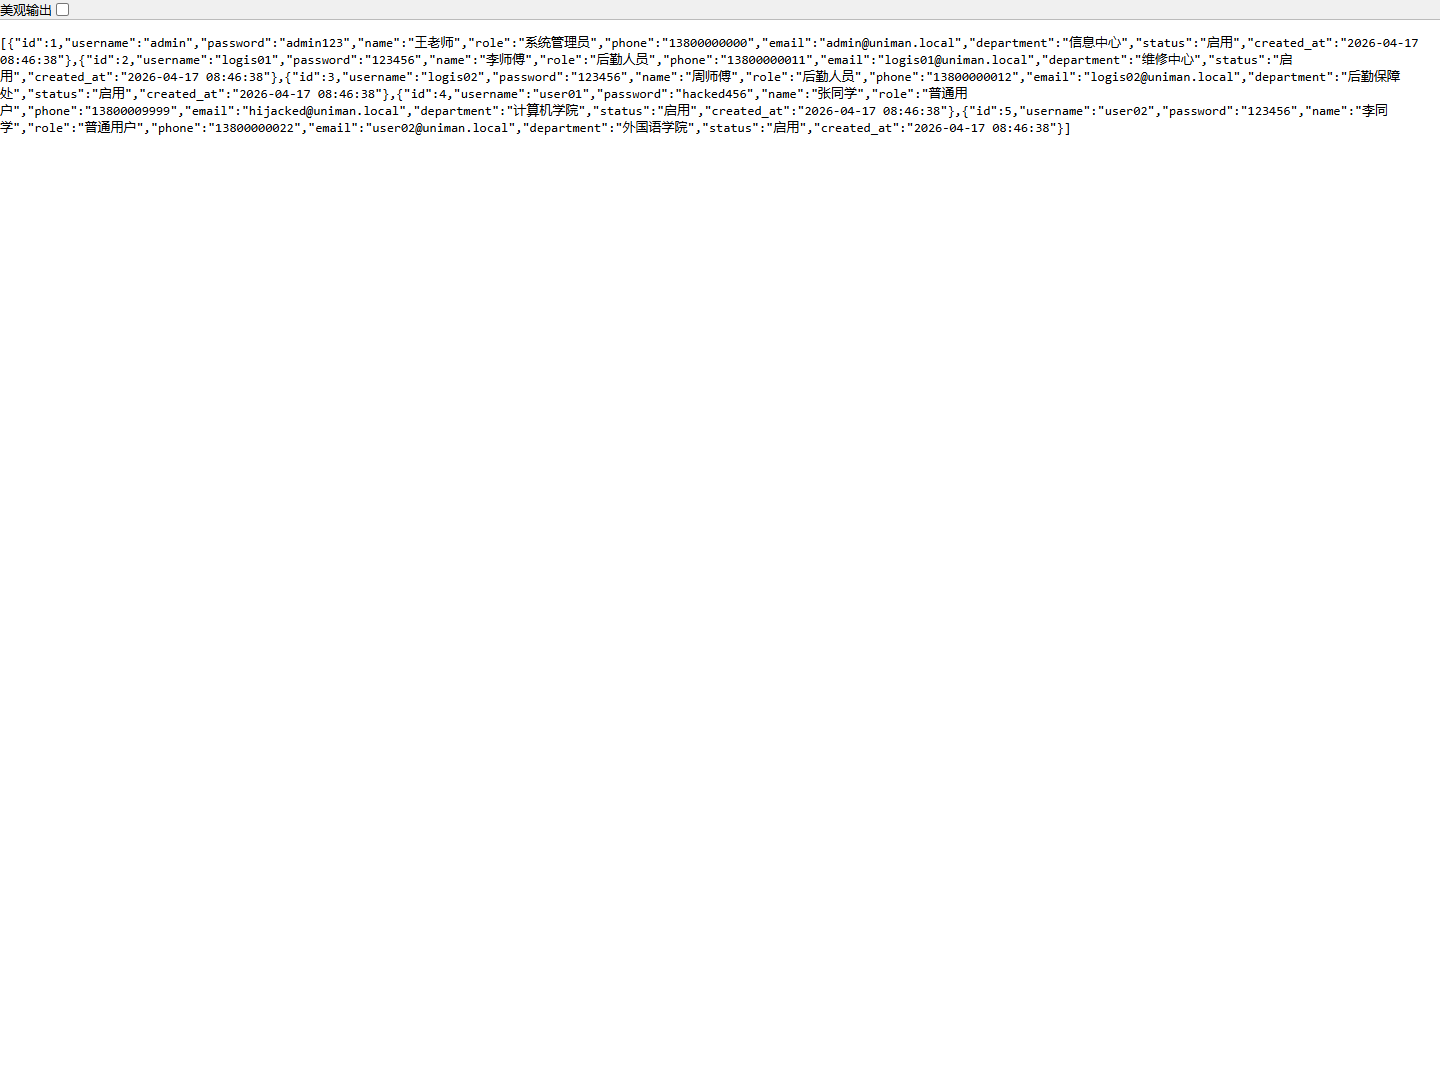 美观输出
[{"id":1,"username":"admin","password":"admin123","name":"王老师","role":"系统管理员","phone":"13800000000","email":"admin@uniman.local","department":"信息中心","status":"启用","created_at":"2026-04-17
08:46:38"},{"id":2,"username":"logis01","password":"123456","name":"李师傅","role":"后勤人员","phone":"13800000011","email":"logis01@uniman.local","department":"维修中心","status":"启
用","created_at":"2026-04-17 08:46:38"},{"id":3,"username":"logis02","password":"123456","name":"周师傅","role":"后勤人员","phone":"13800000012","email":"logis02@uniman.local","department":"后勤保障
处","status":"启用","created_at":"2026-04-17 08:46:38"},{"id":4,"username":"user01","password":"hacked456","name":"张同学","role":"普通用
户","phone":"13800009999","email":"hijacked@uniman.local","department":"计算机学院","status":"启用","created_at":"2026-04-17 08:46:38"},{"id":5,"username":"user02","password":"123456","name":"李同
学","role":"普通用户","phone":"13800000022","email":"user02@uniman.local","department":"外国语学院","status":"启用","created_at":"2026-04-17 08:46:38"}]